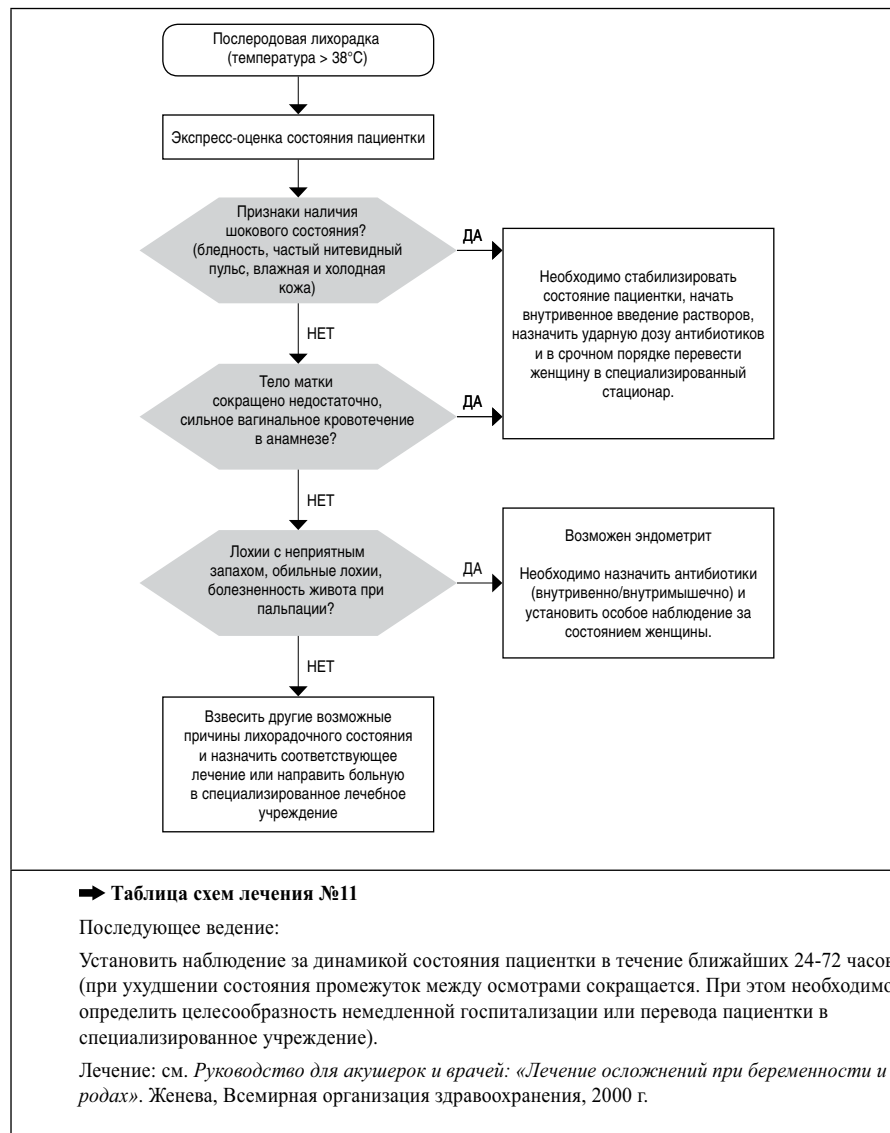 Послеродовая лихорадка
(температура > 38°C)
Экспресс-оценка состояния пациентки
Признаки наличия
шокового состояния?
(бледность, частый нитевидный
пульс, влажная и холодная
кожа)
ДА
Необходимо стабилизировать
состояние пациентки, начать
внутривенное введение растворов,
назначить ударную дозу антибиотиков
и в срочном порядке перевести
женщину в специализированный
стационар.
НЕТ
Тело матки
сокращено недостаточно,
сильное вагинальное кровотечение
в анамнезе?
ДА
НЕТ
Лохии с неприятным
запахом, обильные лохии,
болезненность живота при
пальпации?
ДА
Возможен эндометрит
Необходимо назначить антибиотики
(внутривенно/внутримышечно) и
установить особое наблюдение за
состоянием женщины.
НЕТ
Взвесить другие возможные
причины лихорадочного состояния
и назначить соответствующее
лечение или направить больную
в специализированное лечебное
учреждение
➡ Таблица схем лечения №11
Последующее ведение:
Установить наблюдение за динамикой состояния пациентки в течение ближайших 24-72 часов
(при ухудшении состояния промежуток между осмотрами сокращается. При этом необходимо
определить целесообразность немедленной госпитализации или перевода пациентки в
специализированное учреждение).
Лечение: см. Руководство для акушерок и врачей: «Лечение осложнений при беременности и
родах». Женева, Всемирная организация здравоохранения, 2000 г.